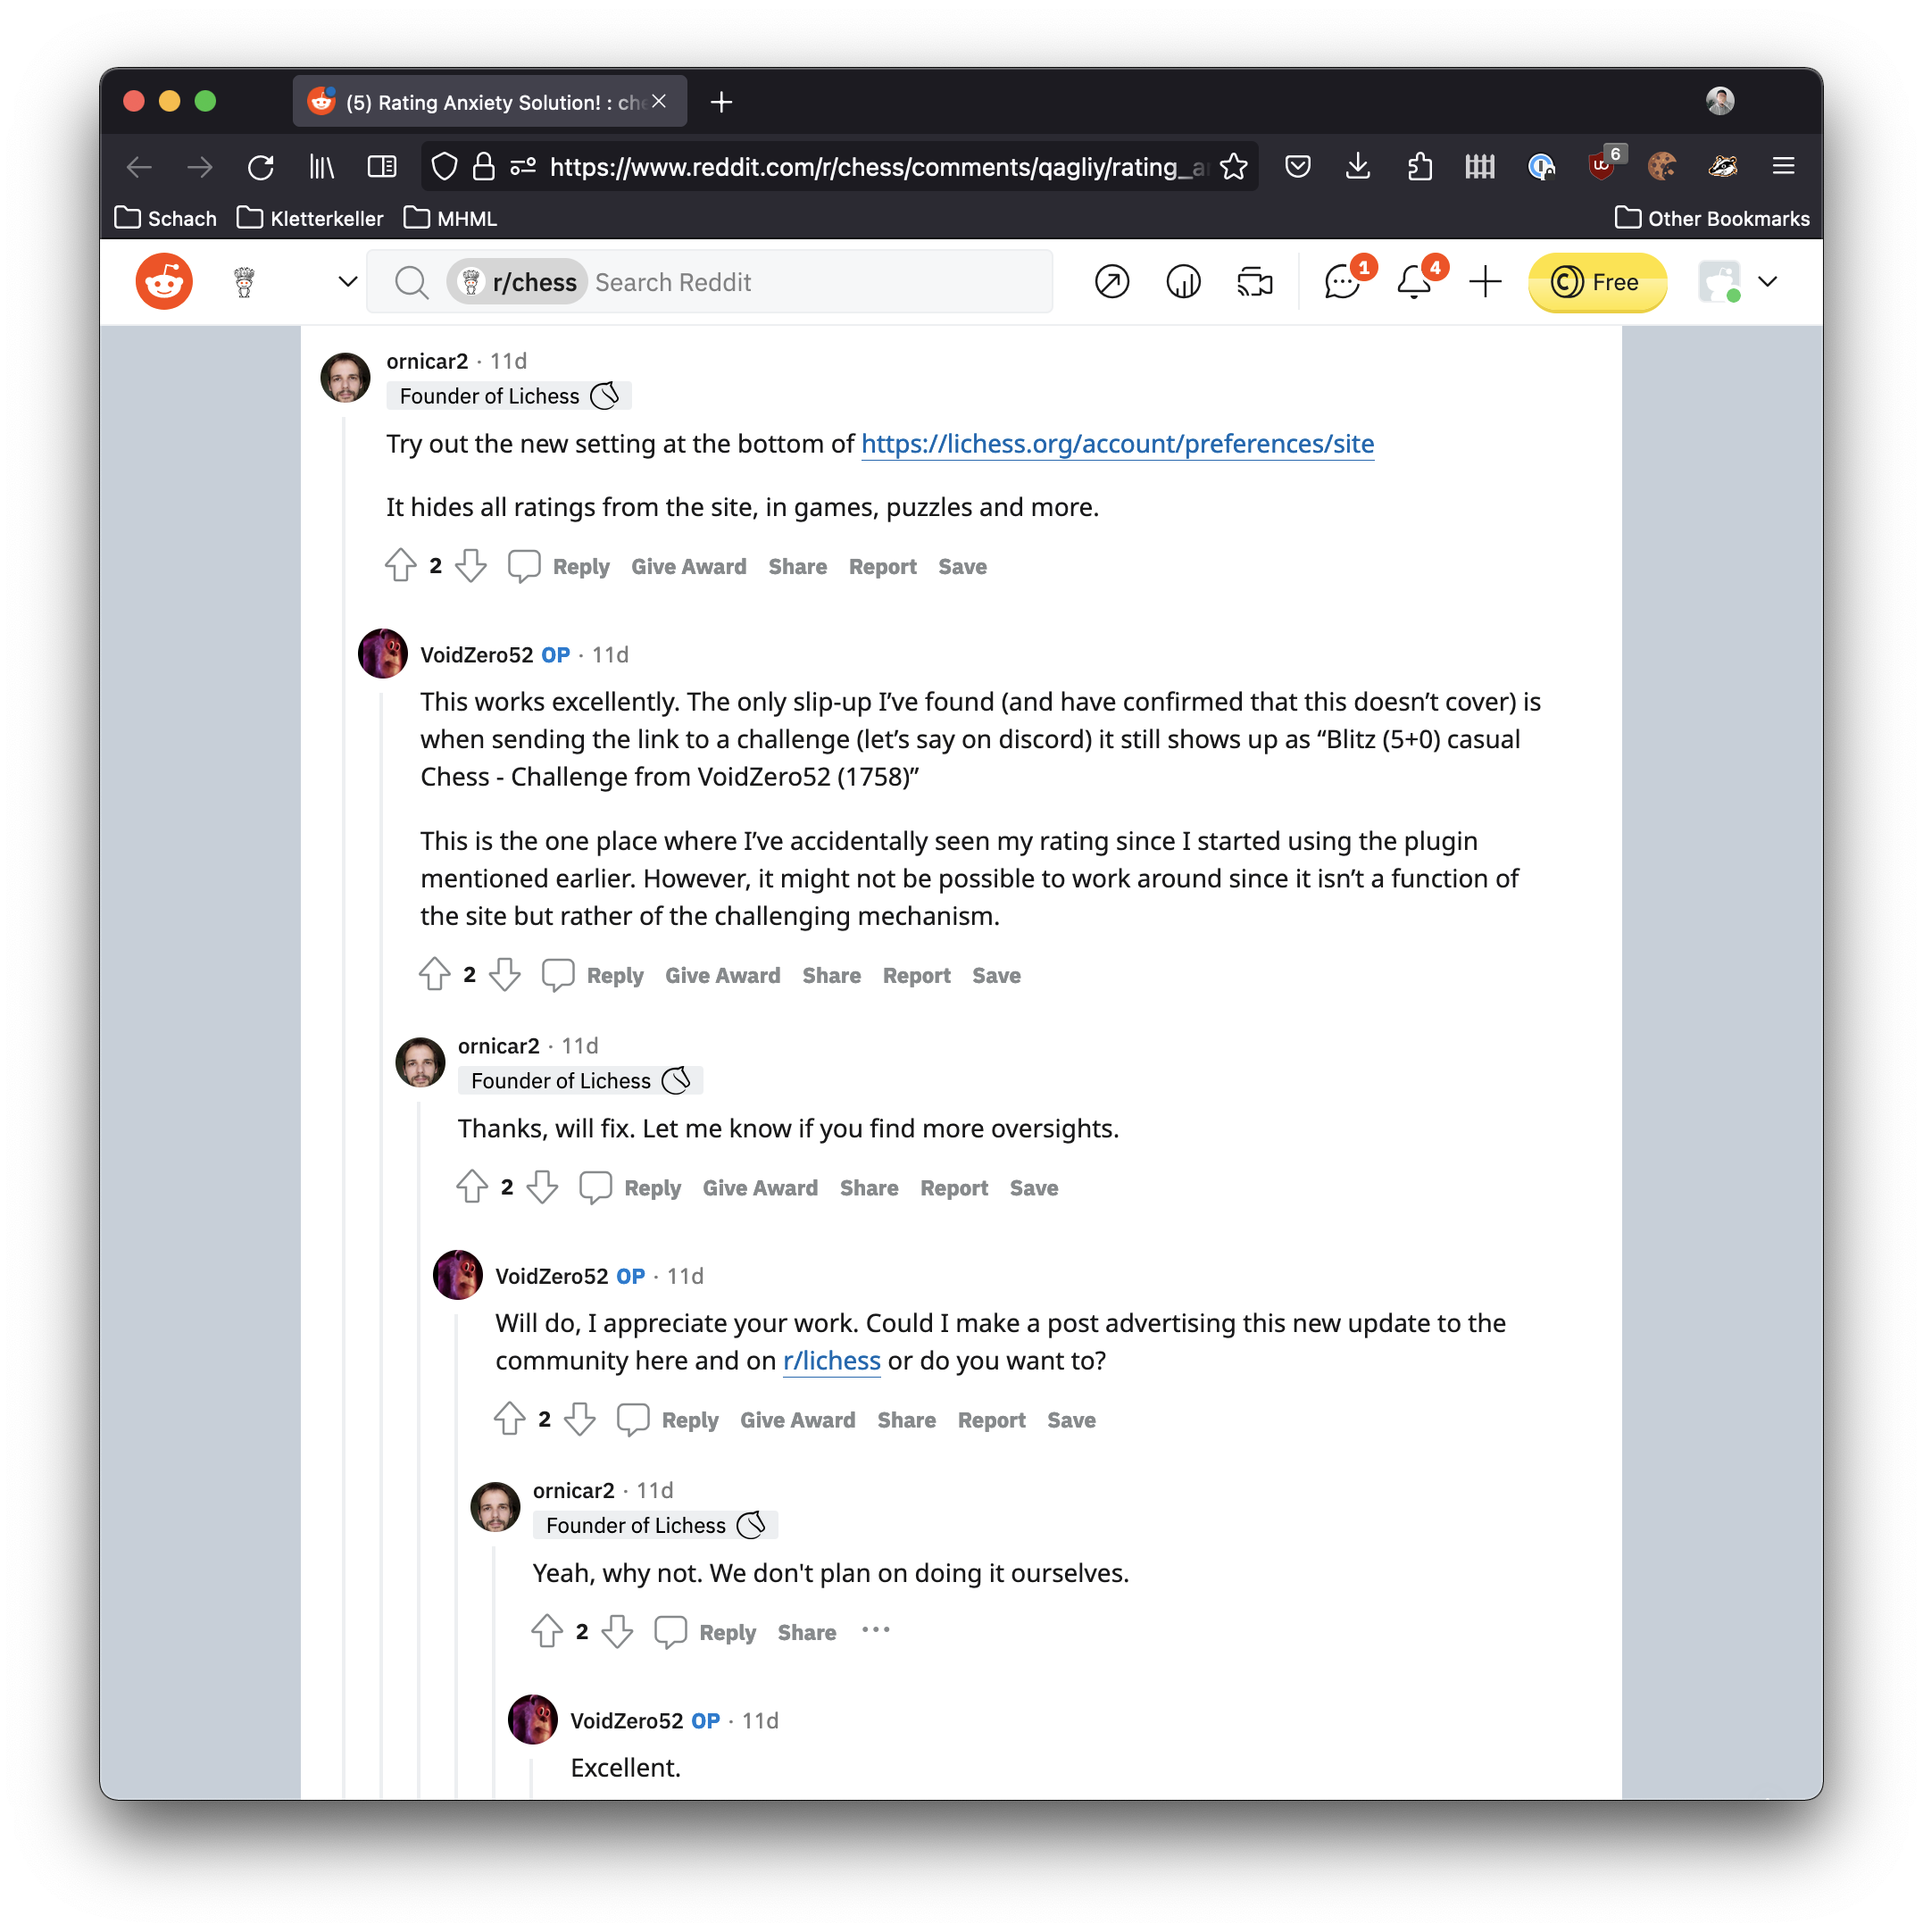 (5) Rating Anxiety Solution! : che
https://www.reddit.com/r/chess/comments/qagliy/rating_a
6
Schach Kletterkeller MHML Other Bookmarks
r/chess Search Reddit 1 4 Free
ornicar2 · 11d
Founder of Lichess
Try out the new setting at the bottom of https://lichess.org/account/preferences/site
It hides all ratings from the site, in games, puzzles and more.
2 Reply Give Award Share Report Save
VoidZero52 OP · 11d
This works excellently. The only slip-up I’ve found (and have confirmed that this doesn’t cover) is
when sending the link to a challenge (let’s say on discord) it still shows up as “Blitz (5+0) casual
Chess - Challenge from VoidZero52 (1758)”
This is the one place where I’ve accidentally seen my rating since I started using the plugin
mentioned earlier. However, it might not be possible to work around since it isn’t a function of
the site but rather of the challenging mechanism.
2 Reply Give Award Share Report Save
ornicar2 · 11d
Founder of Lichess
Thanks, will fix. Let me know if you find more oversights.
2 Reply Give Award Share Report Save
VoidZero52 OP · 11d
Will do, I appreciate your work. Could I make a post advertising this new update to the
community here and on r/lichess or do you want to?
2 Reply Give Award Share Report Save
ornicar2 · 11d
Founder of Lichess
Yeah, why not. We don't plan on doing it ourselves.
2 Reply Share ···
VoidZero52 OP · 11d
Excellent.